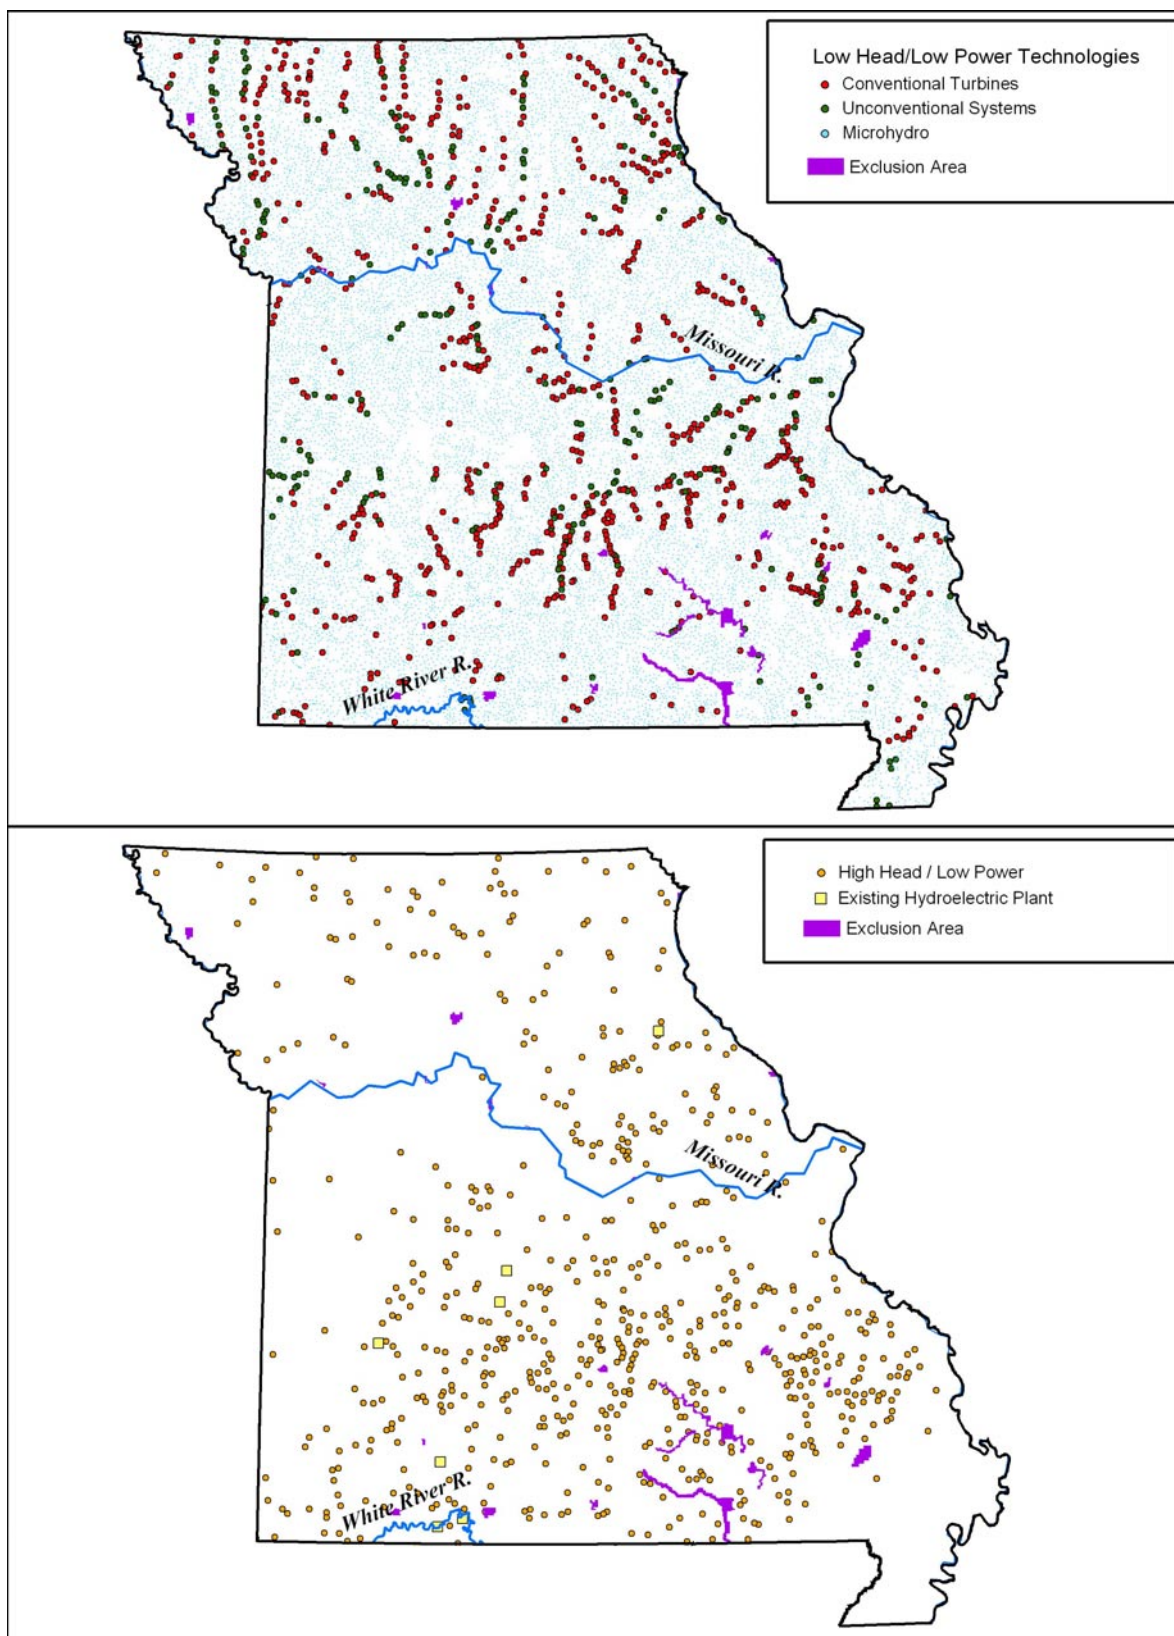 Low Head/Low Power Technologies
Conventional Turbines
Unconventional Systems
Microhydro
Exclusion Area
Missouri R.
White River R.
High Head / Low Power
Existing Hydroelectric Plant
Exclusion Area
Missouri R.
White River R.